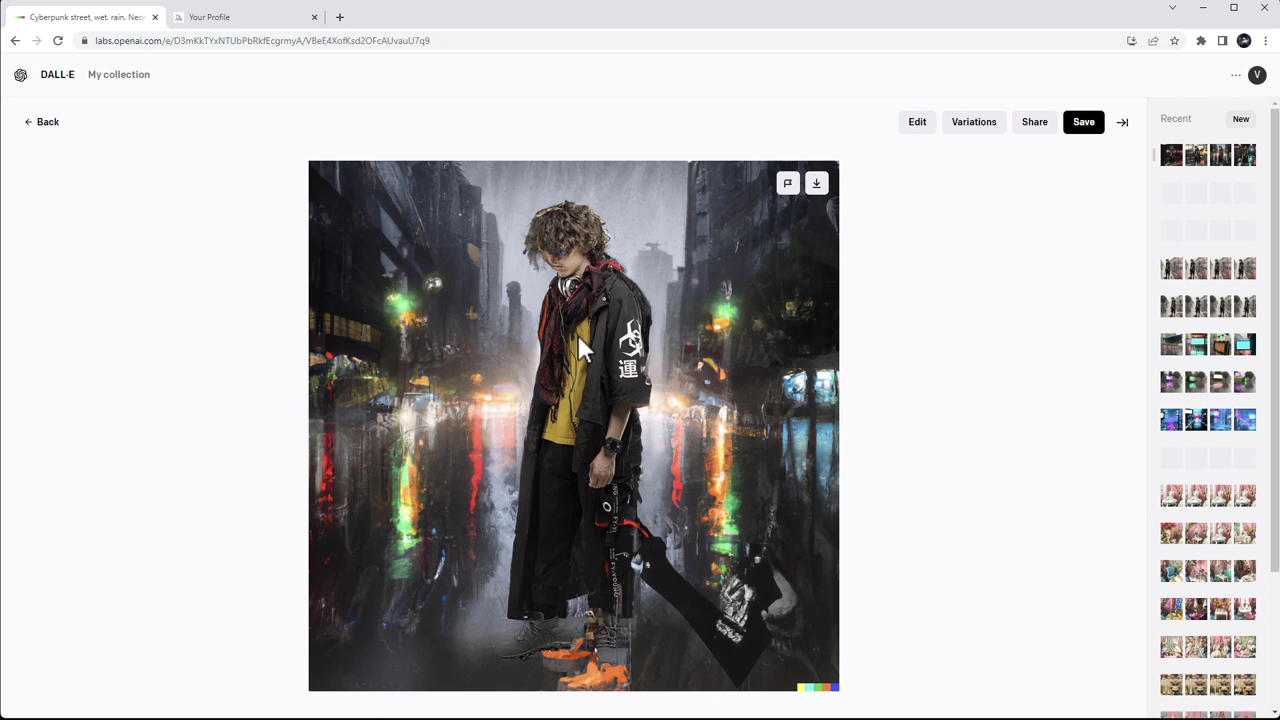 Cyberpunk street, wet. rain. Neon
Your Profile
labs.openai.com/e/D3mKkTYxNTUbPbRkfEcgrmyA/VBeE4XofKsd2OFcAUvauU7q9
DALL·E
My collection
V
Back
Edit
Variations
Share
Save
Recent
New
運